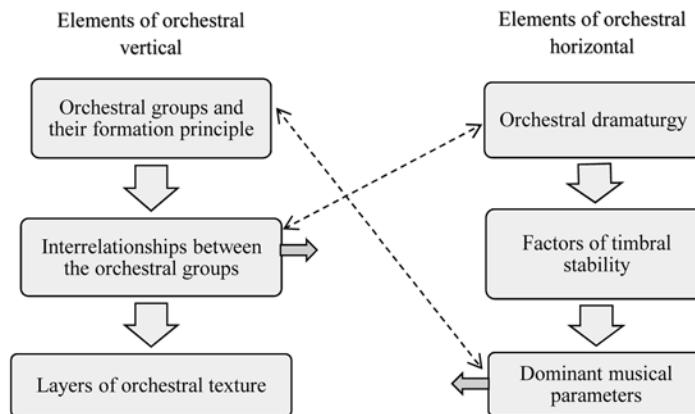 Elements of orchestral
vertical
Orchestral groups and
their formation principle
Interrelationships between
the orchestral groups
Layers of orchestral texture
Elements of orchestral
horizontal
Orchestral dramaturgy
Factors of timbral
stability
Dominant musical
parameters